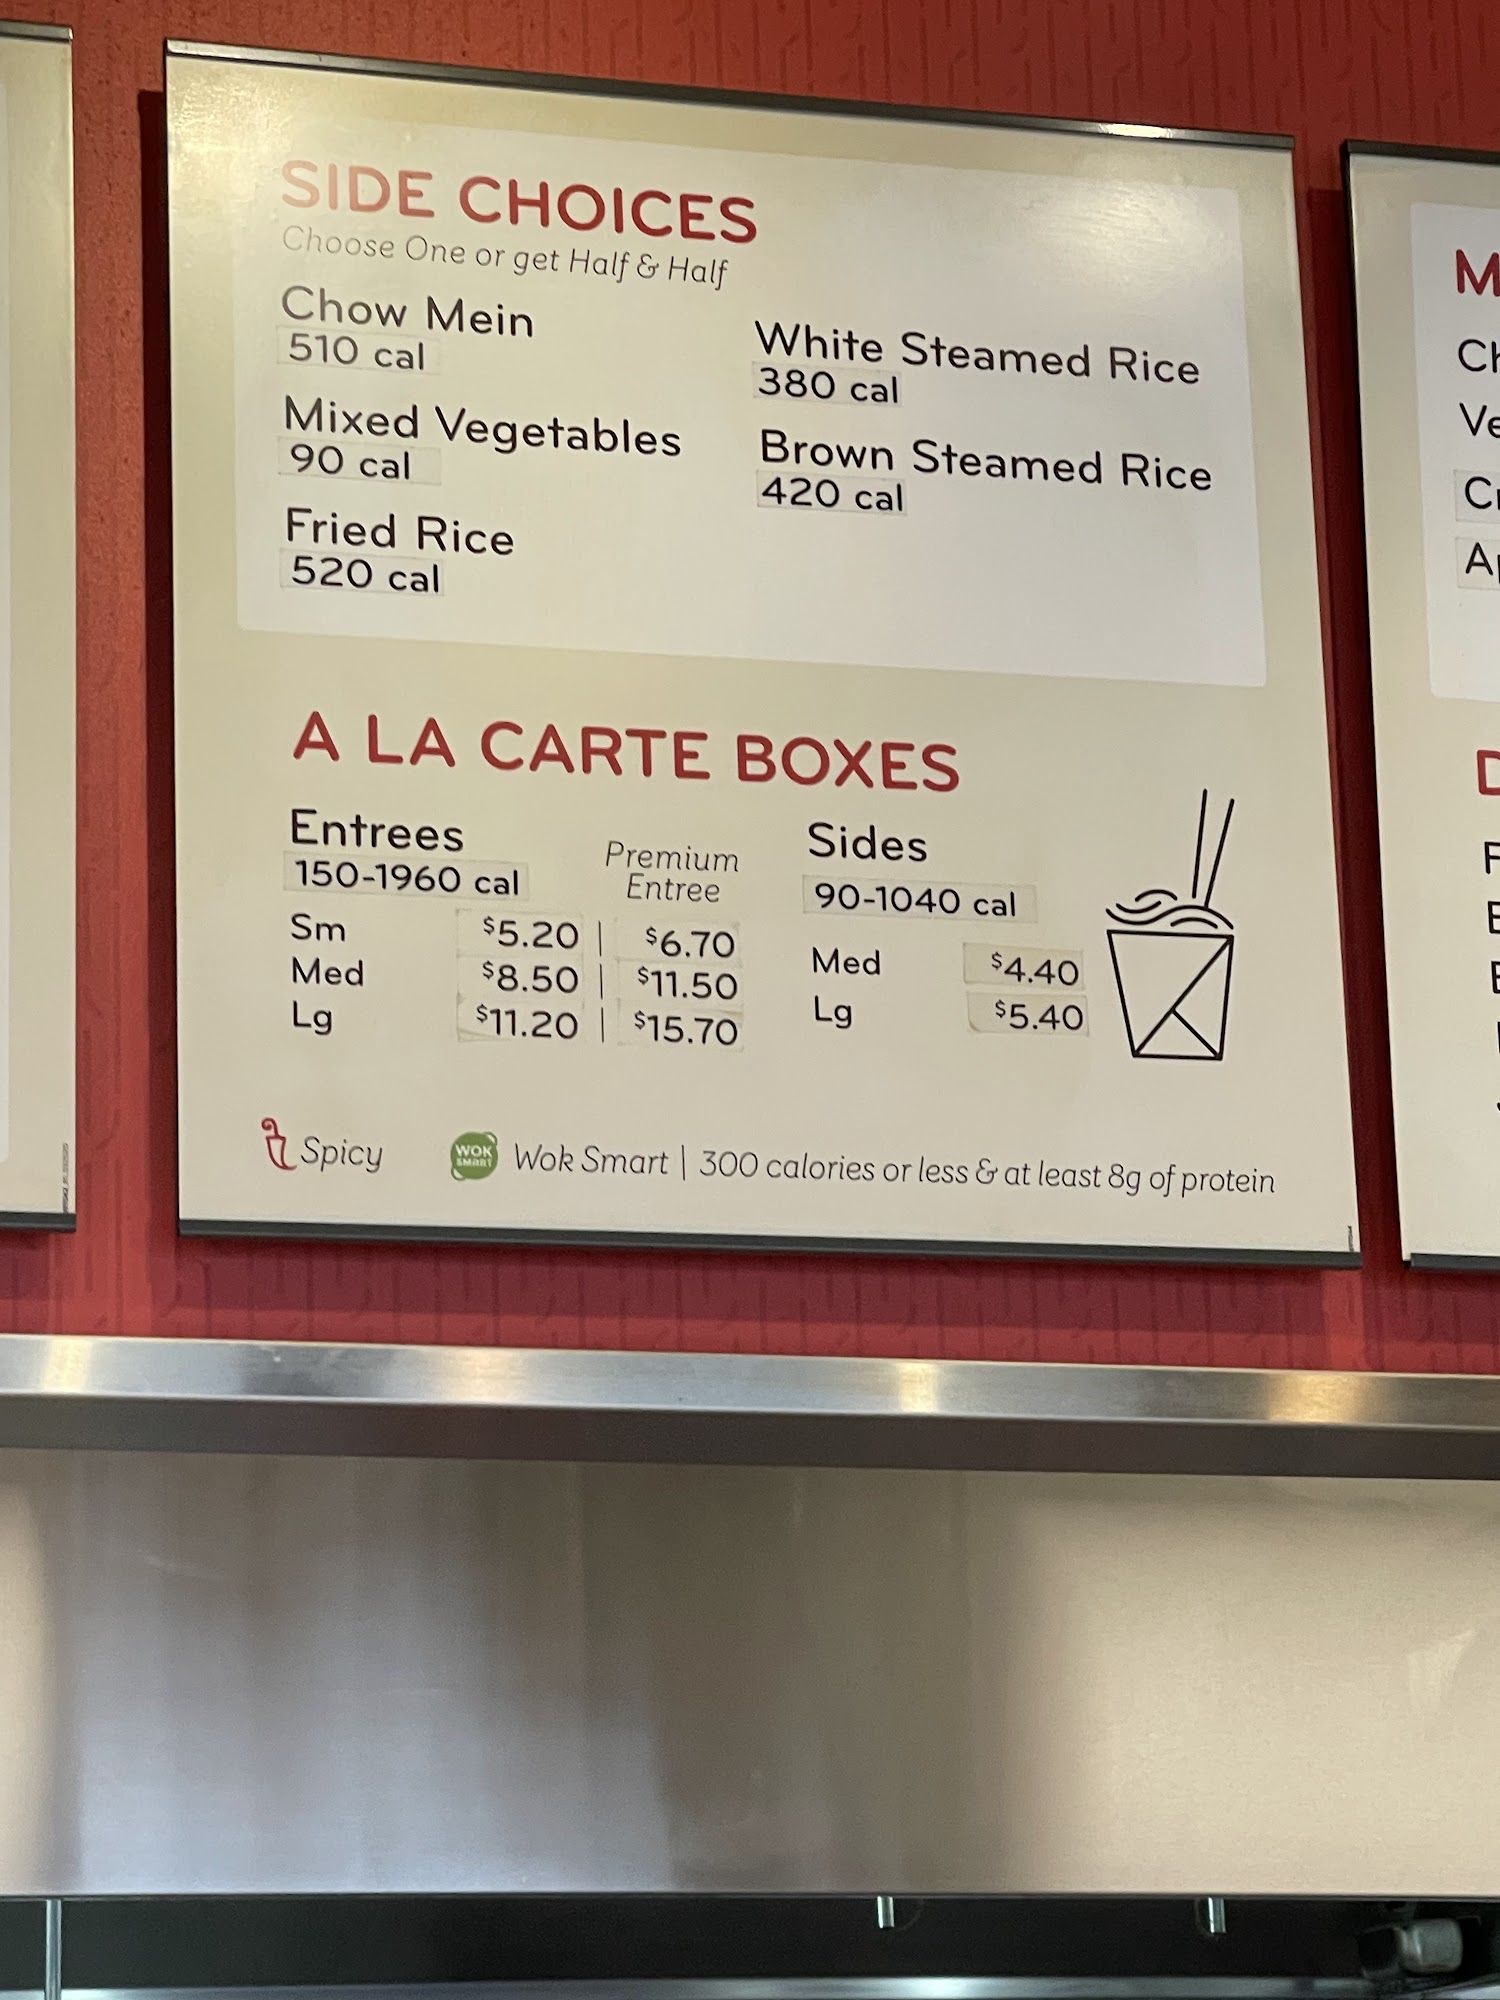 SIDE CHOICES
Choose One or get Half & Half
Chow Mein
510 cal
Mixed Vegetables
90 cal
Fried Rice
520 cal
White Steamed Rice
380 cal
Brown Steamed Rice
420 cal
A LA CARTE BOXES
Entrees
150-1960 cal
Premium
Entree
Sm $5.20 | $6.70
Med $8.50 | $11.50
Lg $11.20 | $15.70
Sides
90-1040 cal
Med $4.40
Lg $5.40
Spicy
WOK
SMART
Wok Smart | 300 calories or less & at least 8g of protein